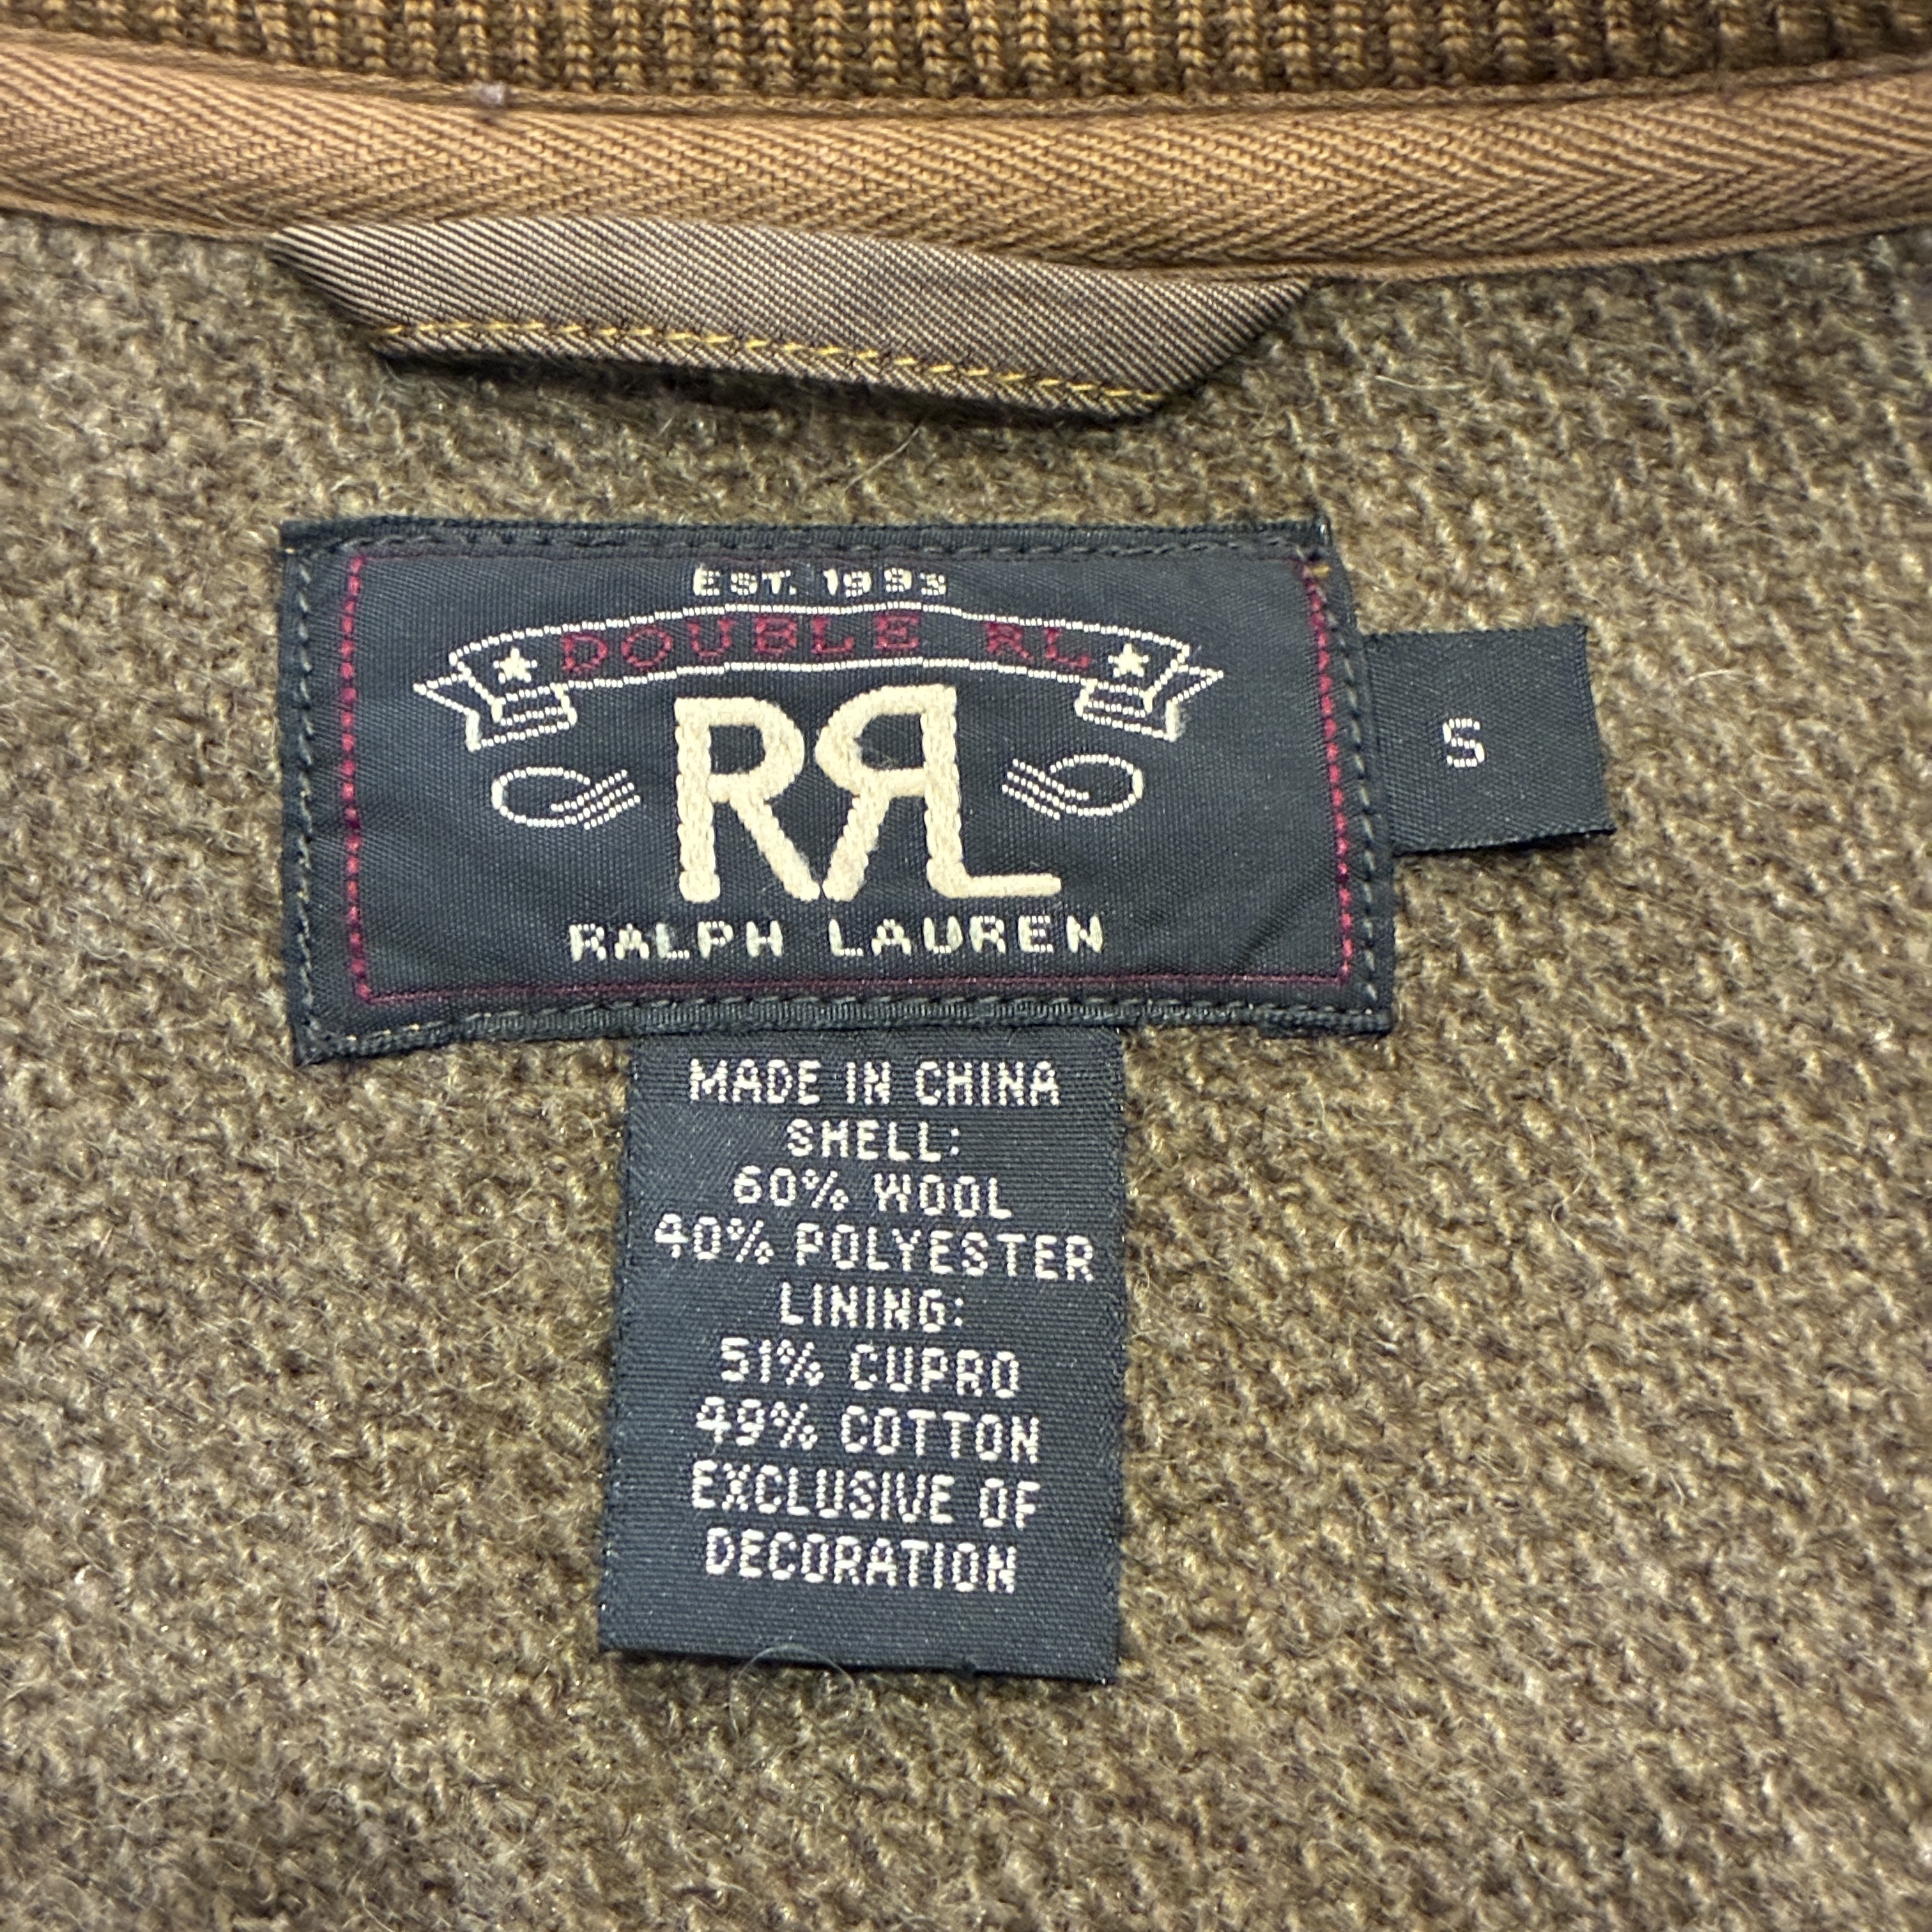 EST. 1993
DOUBLE RL
RRL
RALPH LAUREN
S
MADE IN CHINA
SHELL:
60% WOOL
40% POLYESTER
LINING:
51% CUPRO
49% COTTON
EXCLUSIVE OF
DECORATION